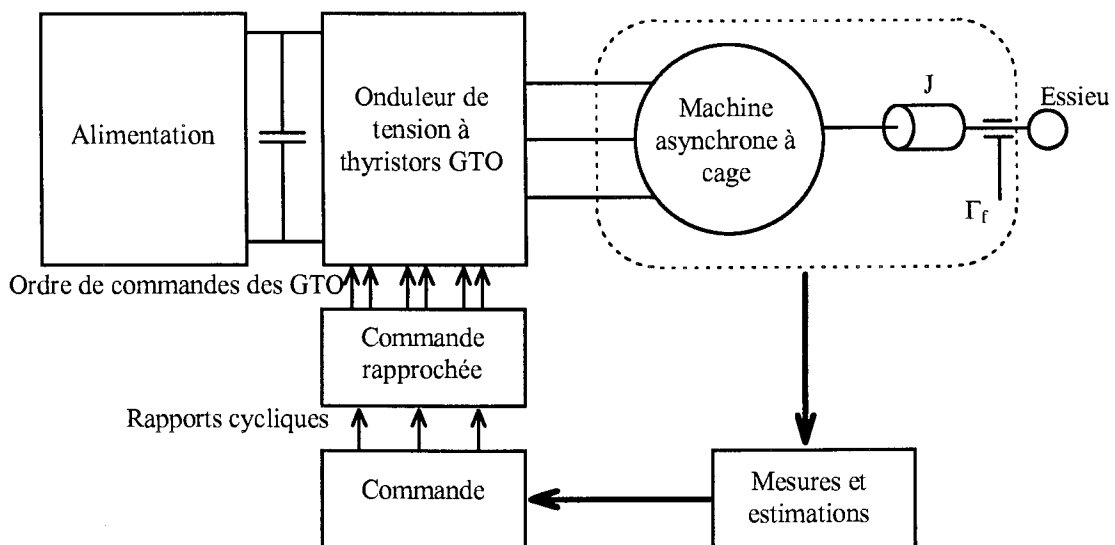 Alimentation
Onduleur de
tension à
thyristors GTO
Machine
asynchrone à
cage
J
Essieu
Γf
Ordre de commandes des GTO
Commande
rapprochée
Rapports cycliques
Commande
Mesures et
estimations